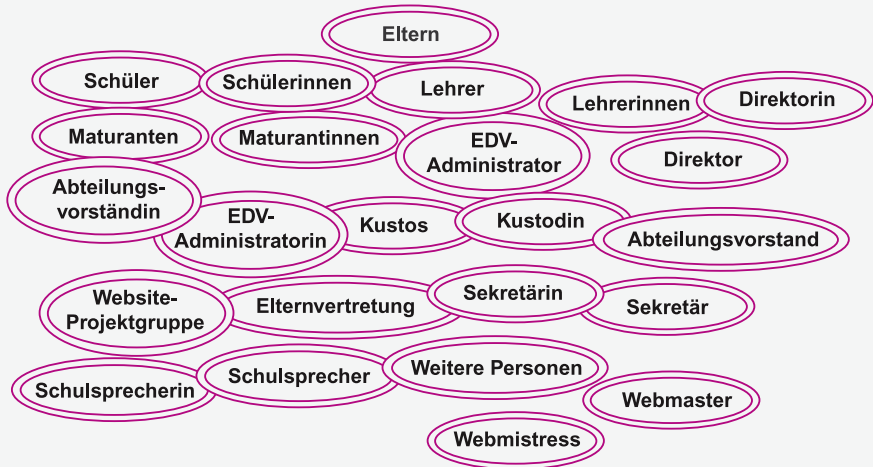 Eltern
Schüler
Schülerinnen
Lehrer
Lehrerinnen
Direktorin
Maturanten
Maturantinnen
EDV-
Administrator
Direktor
Abteilungs-
vorständin
EDV-
Administratorin
Kustos
Kustodin
Abteilungsvorstand
Website-
Projektgruppe
Elternvertretung
Sekretärin
Sekretär
Schulsprecherin
Schulsprecher
Weitere Personen
Webmaster
Webmistress